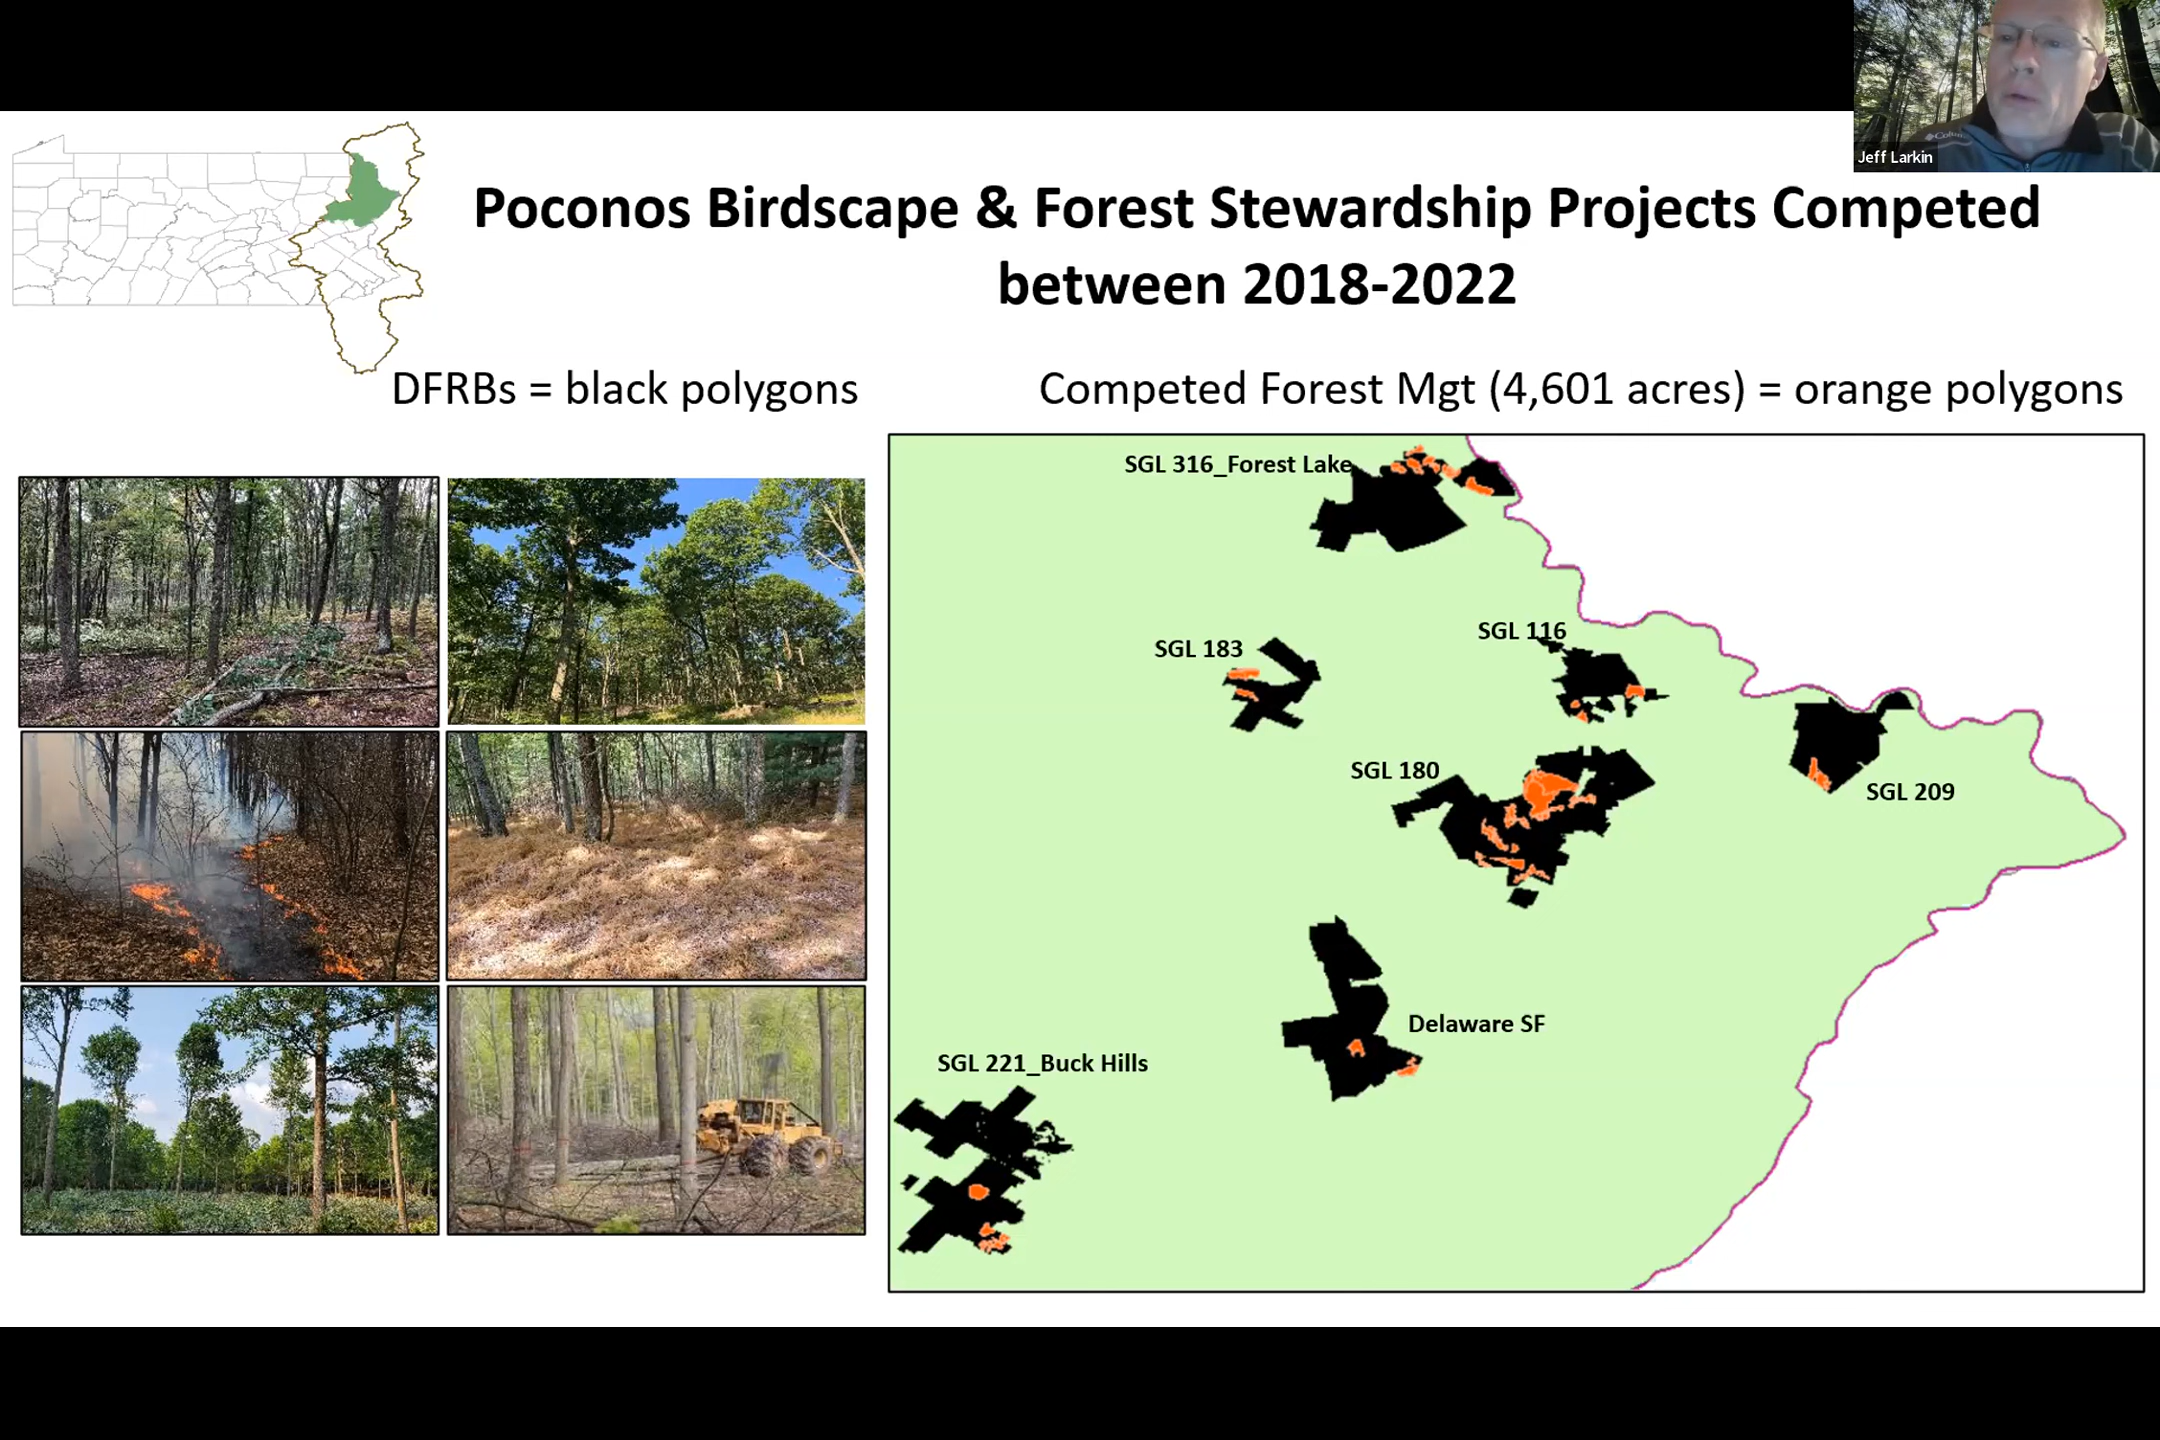 Jeff Larkin
Poconos Birdscape & Forest Stewardship Projects Competed
between 2018-2022
DFRBs = black polygons
Competed Forest Mgt (4,601 acres) = orange polygons
SGL 316_Forest Lake
SGL 116
SGL 183
SGL 180
SGL 209
Delaware SF
SGL 221_Buck Hills